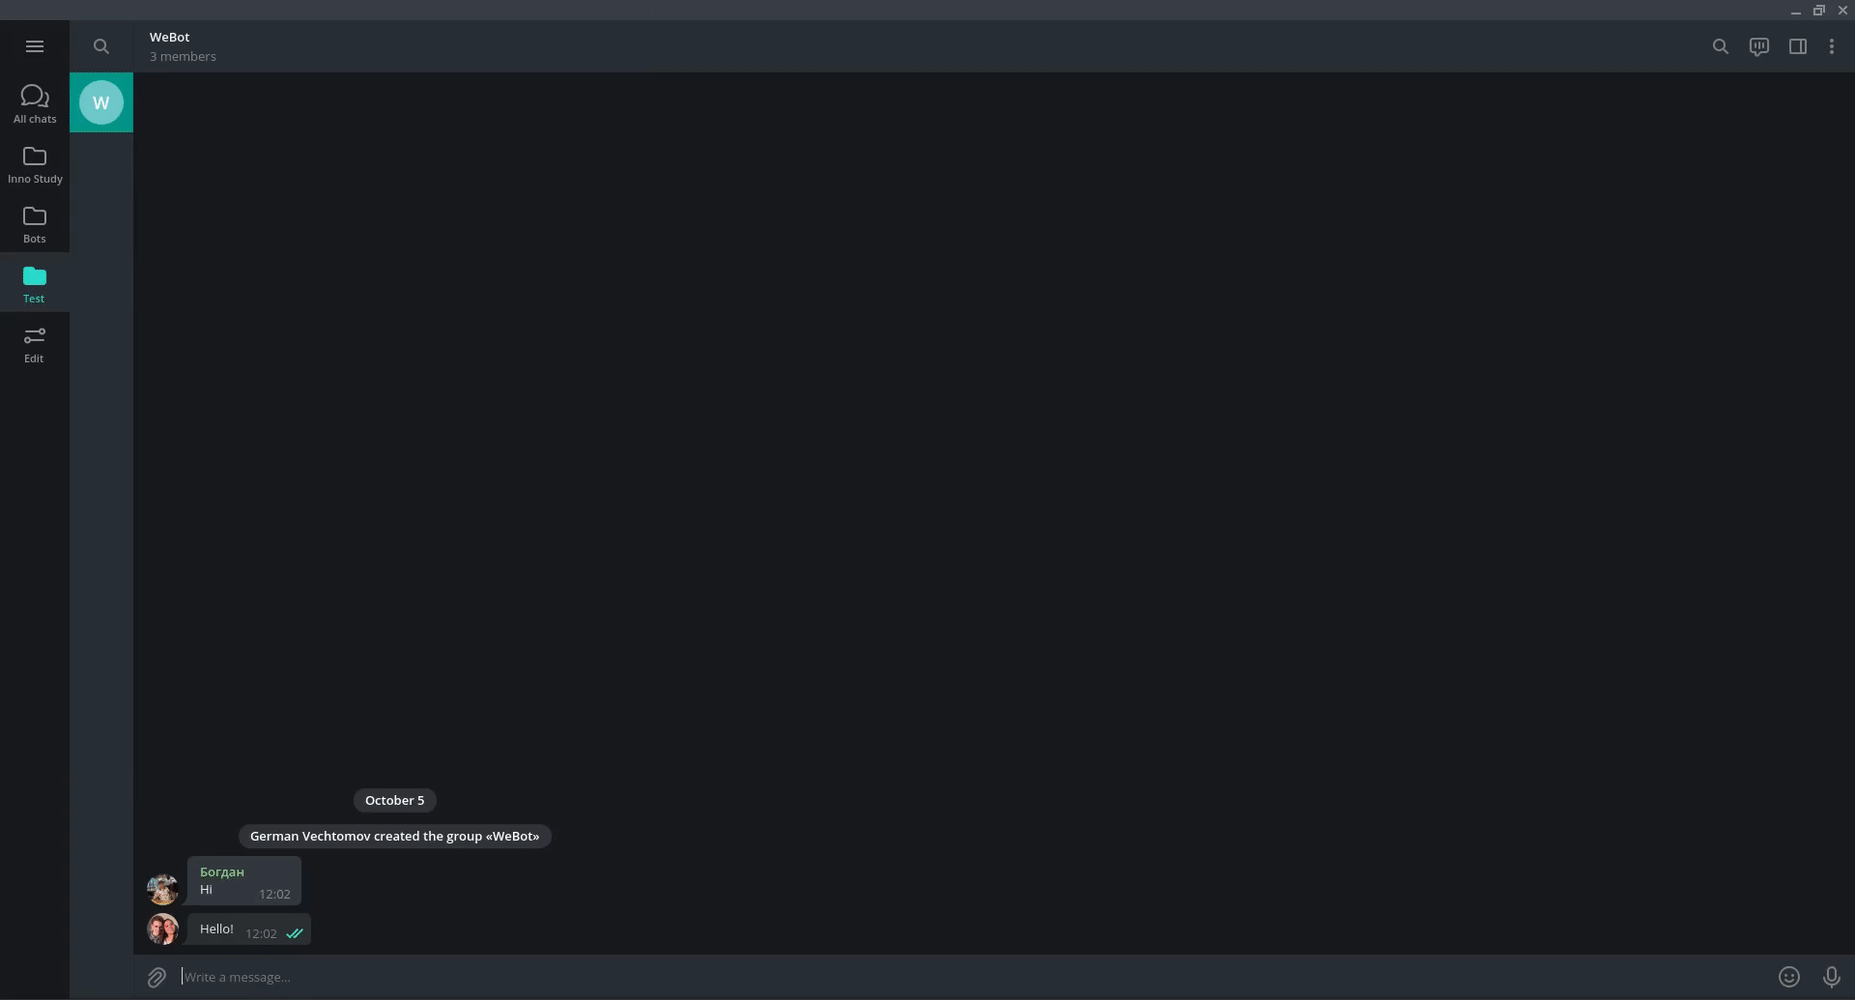 WeBot
3 members
W
All chats
Inno Study
Bots
Test
Edit
October 5
German Vechtomov created the group «WeBot»
Богдан
Hi 12:02
Hello! 12:02
Write a message...